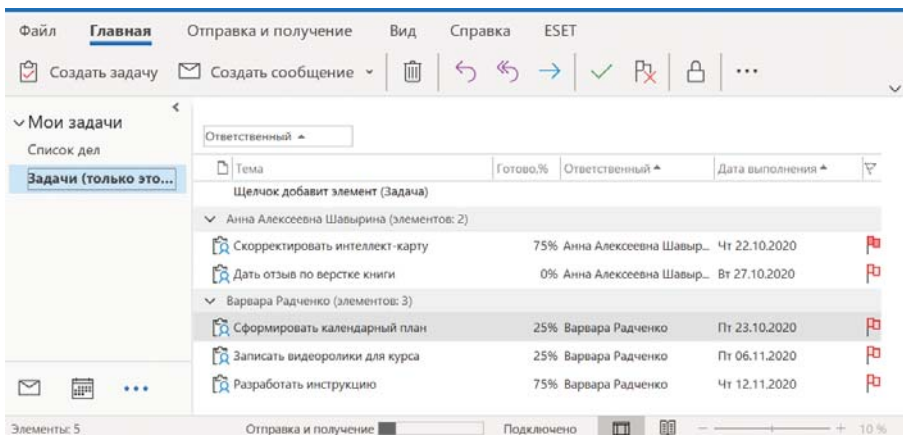 Файл Главная Отправка и получение Вид Справка ESET
Создать задачу Создать сообщение
Мои задачи
Список дел
Задачи (только это...
Ответственный
Тема Готово,% Ответственный Дата выполнения
Щелчок добавит элемент (Задача)
Анна Алексеевна Шавырина (элементов: 2)
Скорректировать интеллект-карту 75% Анна Алексеевна Шавыр... Чт 22.10.2020
Дать отзыв по верстке книги 0% Анна Алексеевна Шавыр... Вт 27.10.2020
Варвара Радченко (элементов: 3)
Сформировать календарный план 25% Варвара Радченко Пт 23.10.2020
Записать видеоролики для курса 25% Варвара Радченко Пт 06.11.2020
Разработать инструкцию 75% Варвара Радченко Чт 12.11.2020
Элементы: 5 Отправка и получение Подключено 10 %